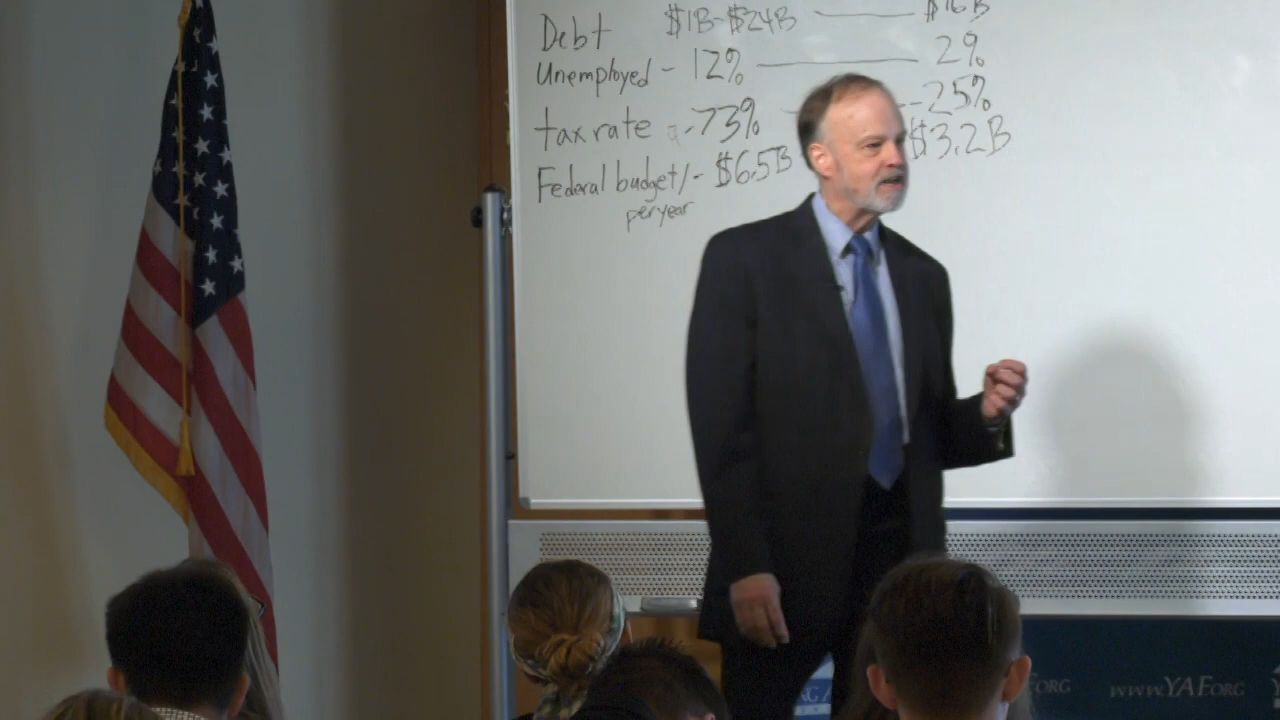 Debt $1B-$24B — $16B
Unemployed - 12% — 2%
tax rate - 73% - 25%
Federal budget/ - $6.5B $3.2B
per year
.ORG www.YAF.ORG